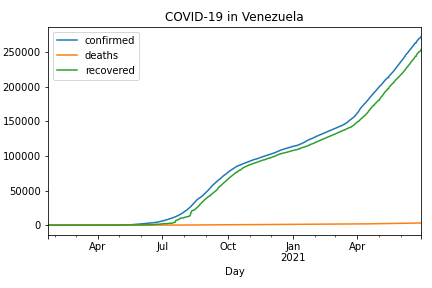 COVID-19 in Venezuela
confirmed
deaths
recovered
250000
200000
150000
100000
50000
0
Apr Jul Oct Jan Apr
2021
Day